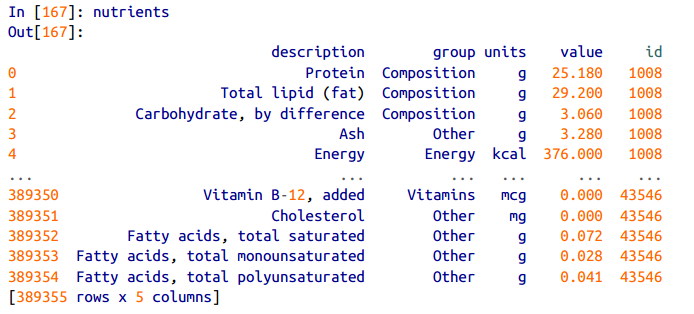 In [167]: nutrients
Out[167]:
description group units value id
0 Protein Composition g 25.180 1008
1 Total lipid (fat) Composition g 29.200 1008
2 Carbohydrate, by difference Composition g 3.060 1008
3 Ash Other g 3.280 1008
4 Energy Energy kcal 376.000 1008
... ... ... ... ... ...
389350 Vitamin B-12, added Vitamins mcg 0.000 43546
389351 Cholesterol Other mg 0.000 43546
389352 Fatty acids, total saturated Other g 0.072 43546
389353 Fatty acids, total monounsaturated Other g 0.028 43546
389354 Fatty acids, total polyunsaturated Other g 0.041 43546
[389355 rows x 5 columns]